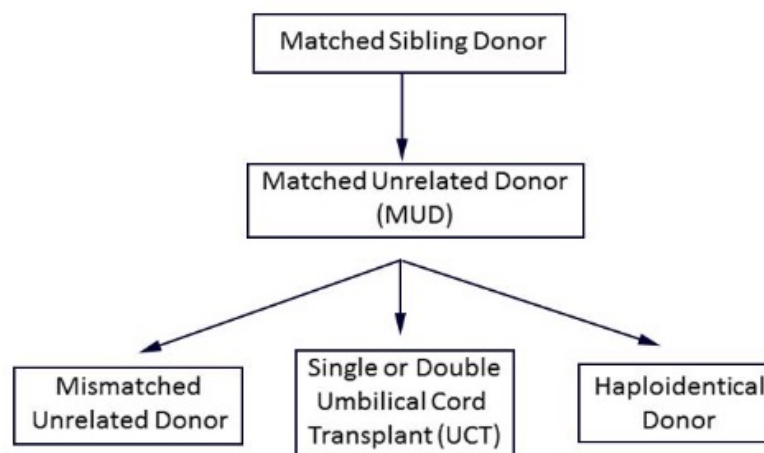 Matched Sibling Donor
Matched Unrelated Donor
(MUD)
Mismatched
Unrelated Donor
Single or Double
Umbilical Cord
Transplant (UCT)
Haploidentical
Donor